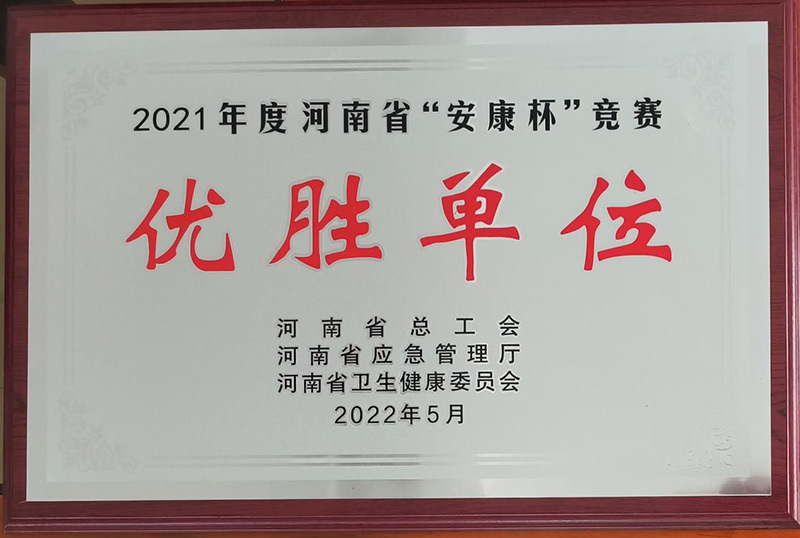 2021年度河南省“安康杯”竞赛
优胜单位
河南省总工会
河南省应急管理厅
河南省卫生健康委员会
2022年5月